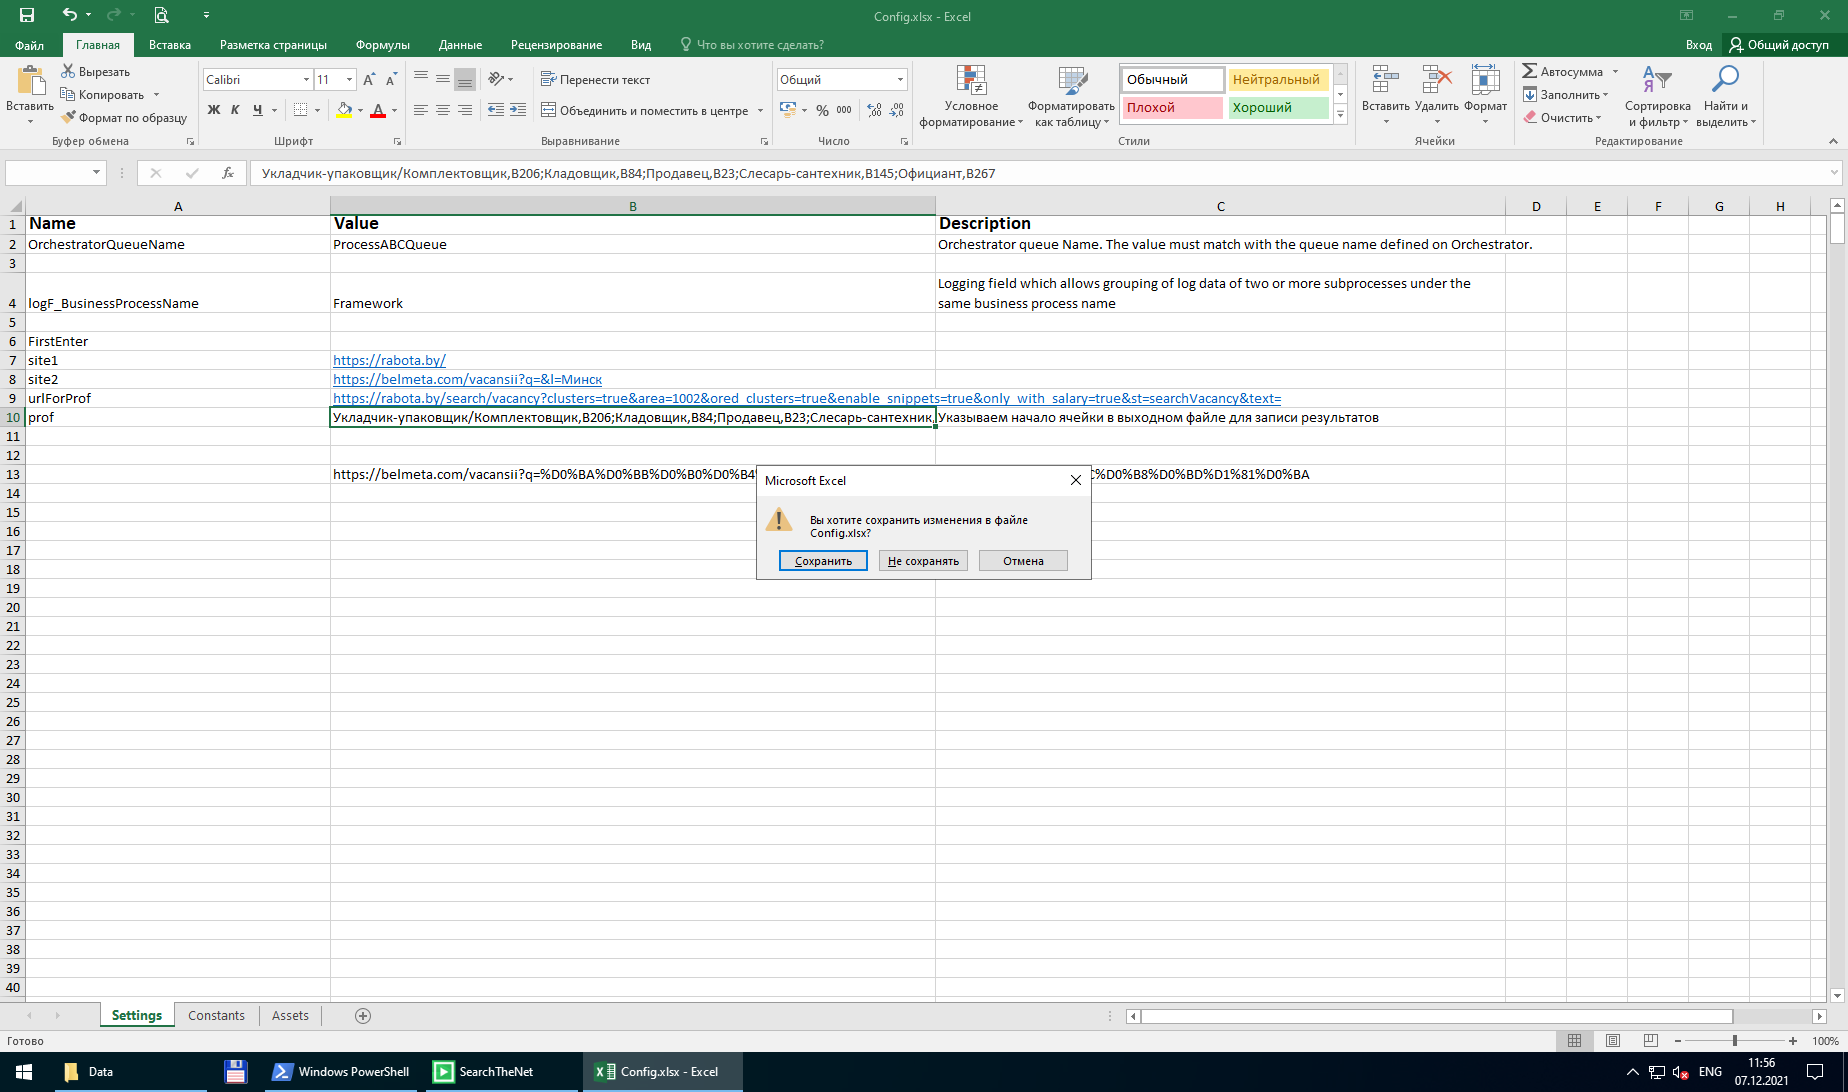 Config.xlsx - Excel
Файл
Главная
Вставка
Разметка страницы
Формулы
Данные
Рецензирование
Вид
Что вы хотите сделать?
Вход
Общий доступ
Вставить
Вырезать
Копировать
Формат по образцу
Буфер обмена
Calibri
11
Ж К Ч
Шрифт
Перенести текст
Объединить и поместить в центре
Выравнивание
Общий
% 000
Число
Условное форматирование
Форматировать как таблицу
Обычный
Нейтральный
Плохой
Хороший
Стили
Вставить
Удалить
Формат
Ячейки
Автосумма
Заполнить
Очистить
Сортировка и фильтр
Найти и выделить
Редактирование
fx
Укладчик-упаковщик/Комплектовщик,B206;Кладовщик,B84;Продавец,B23;Слесарь-сантехник,B145;Официант,B267
A B C D E F G H
1 Name Value Description
2 OrchestratorQueueName ProcessABCQueue Orchestrator queue Name. The value must match with the queue name defined on Orchestrator.
3
Logging field which allows grouping of log data of two or more subprocesses under the
4 logF_BusinessProcessName Framework same business process name
5
6 FirstEnter
7 site1 https://rabota.by/
8 site2 https://belmeta.com/vacansii?q=&l=Минск
9 urlForProf https://rabota.by/search/vacancy?clusters=true&area=1002&ored_clusters=true&enable_snippets=true&only_with_salary=true&st=searchVacancy&text=
10 prof Укладчик-упаковщик/Комплектовщик,B206;Кладовщик,B84;Продавец,B23;Слесарь-сантехник, Указываем начало ячейки в выходном файле для записи результатов
11
12
13 https://belmeta.com/vacansii?q=%D0%BA%D0%BB%D0%B0%D0%B4 C%D0%B8%D0%BD%D1%81%D0%BA
14
15
16
17
18
19
20
21
22
23
24
25
26
27
28
29
30
31
32
33
34
35
36
37
38
39
40
Microsoft Excel
Вы хотите сохранить изменения в файле
Config.xlsx?
Сохранить
Не сохранять
Отмена
Settings
Constants
Assets
Готово
100%
Data
Windows PowerShell
SearchTheNet
Config.xlsx - Excel
ENG
11:56
07.12.2021